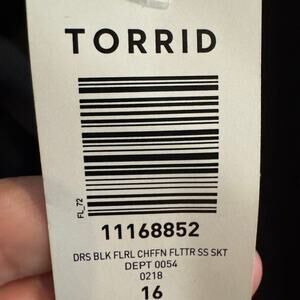 TORRID
FL_72
11168852
DRS BLK FLRL CHFFN FLTTR SS SKT
DEPT 0054
0218
16